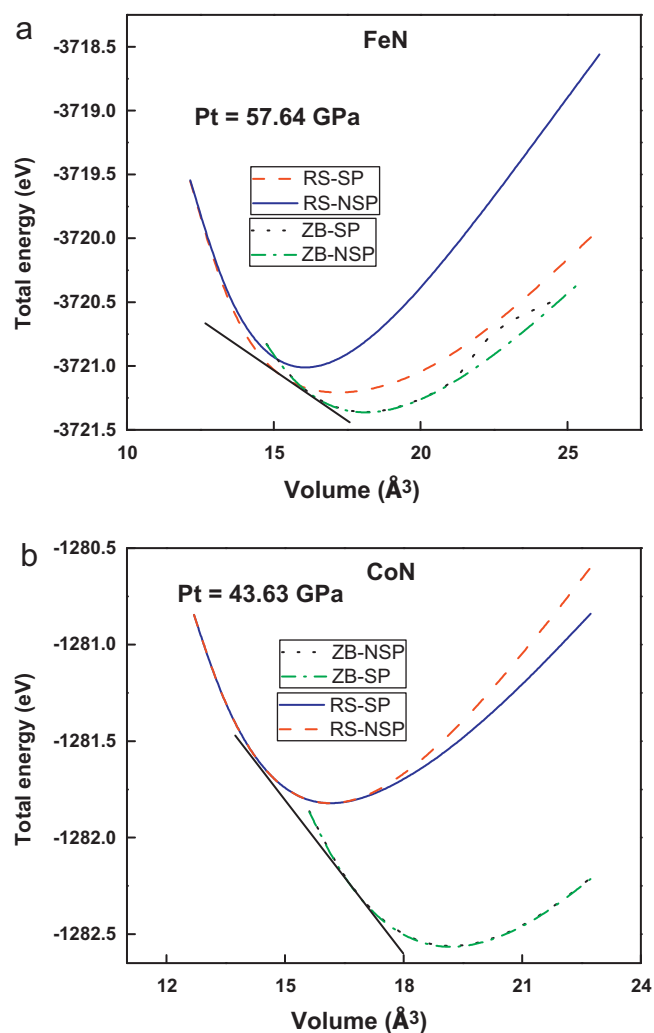 a
FeN
Pt = 57.64 GPa
RS-SP
RS-NSP
ZB-SP
ZB-NSP
Total energy (eV)
-3718.5
-3719.0
-3719.5
-3720.0
-3720.5
-3721.0
-3721.5
10 15 20 25
Volume (Å³)
b
CoN
Pt = 43.63 GPa
ZB-NSP
ZB-SP
RS-SP
RS-NSP
Total energy (eV)
-1280.5
-1281.0
-1281.5
-1282.0
-1282.5
12 15 18 21 24
Volume (Å³)